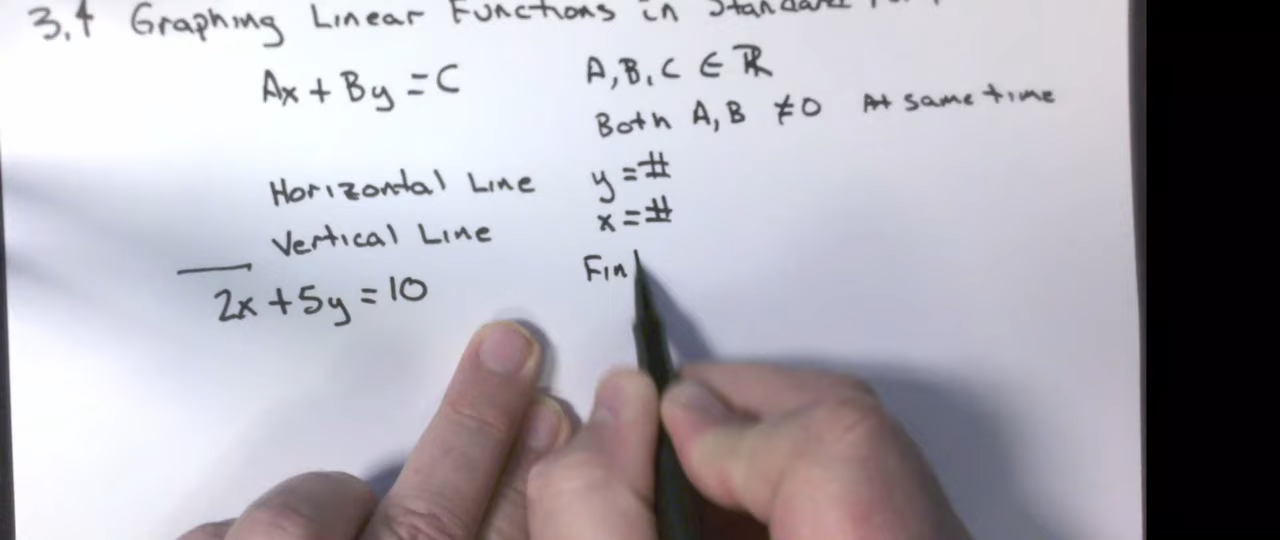 3.4 Graphing Linear Functions in Standard
Ax + By = C
A, B, C ∈ ℝ
Both A, B ≠ 0 At same time
Horizontal Line y = #
Vertical Line x = #
2x + 5y = 10
Fin